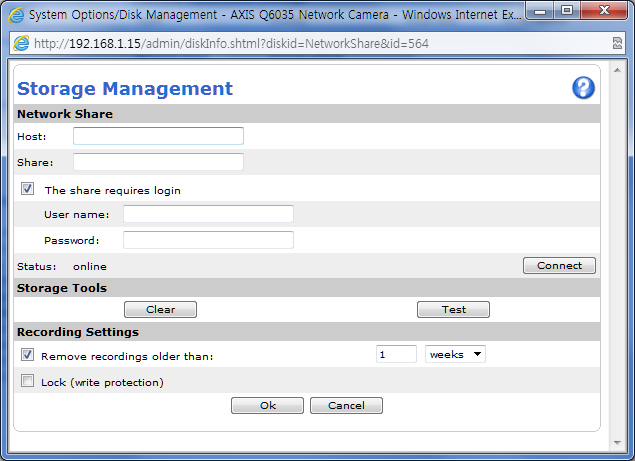 System Options/Disk Management - AXIS Q6035 Network Camera - Windows Internet Ex...
http://192.168.1.15/admin/diskInfo.shtml?diskid=NetworkShare&id=564
Storage Management
Network Share
Host:
Share:
The share requires login
User name:
Password:
Status: online Connect
Storage Tools
Clear Test
Recording Settings
Remove recordings older than: 1 weeks
Lock (write protection)
Ok Cancel